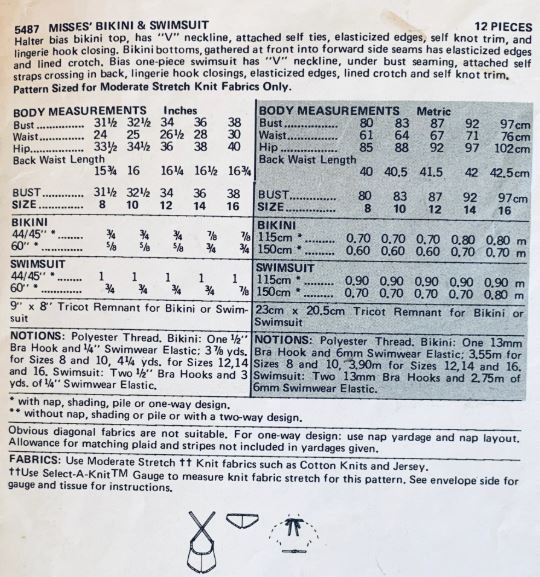 5487 MISSES' BIKINI & SWIMSUIT 12 PIECES
Halter bias bikini top, has "V" neckline, attached self ties, elasticized edges, self knot trim, and
lingerie hook closing. Bikini bottoms, gathered at front into forward side seams has elasticized edges
and lined crotch. Bias one-piece swimsuit has "V" neckline, under bust seaming, attached self
straps crossing in back, lingerie hook closings, elasticized edges, lined crotch and self knot trim.
Pattern Sized for Moderate Stretch Knit Fabrics Only.
BODY MEASUREMENTS Inches
Bust.............. 31½ 32½ 34 36 38
Waist............ 24 25 26½ 28 30
Hip................ 33½ 34½ 36 38 40
Back Waist Length
15¾ 16 16¼ 16½ 16¾
BUST............. 31½ 32½ 34 36 38
SIZE.............. 8 10 12 14 16
BIKINI
44/45" * ........ ¾ ¾ ¾ ⅞ ⅞
60" * .............. ⅝ ⅝ ⅝ ¾ ¾
SWIMSUIT
44/45" * ........ 1 1 1 1 1
60" * .............. ¾ ¾ ¾ ¾ ⅞
9" x 8" Tricot Remnant for Bikini or Swim-
suit
NOTIONS: Polyester Thread. Bikini: One ½"
Bra Hook and ¼" Swimwear Elastic; 3⅞ yds.
for Sizes 8 and 10, 4¼ yds. for Sizes 12,14
and 16. Swimsuit: Two ½" Bra Hooks and 3
yds. of ¼" Swimwear Elastic.
BODY MEASUREMENTS Metric
Bust.............. 80 83 87 92 97cm
Waist............ 61 64 67 71 76cm
Hip ............... 85 88 92 97 102cm
Back Waist Length
40 40,5 41.5 42 42,5cm
BUST............. 80 83 87 92 97cm
SIZE.............. 8 10 12 14 16
BIKINI
115cm * ......... 0,70 0,70 0,70 0,80 0,80 m
150cm * ......... 0,60 0,60 0,60 0,70 0,70 m
SWIMSUIT
115cm * ......... 0,90 0,90 0,90 0,90 0,90 m
150cm * ......... 0,70 0,70 0,70 0,70 0,80 m
23cm x 20,5cm Tricot Remnant for Bikini or
Swimsuit
NOTIONS: Polyester Thread. Bikini: One 13mm
Bra Hook and 6mm Swimwear Elastic; 3,55m for
Sizes 8 and 10, 3,90m for Sizes 12,14 and 16.
Swimsuit: Two 13mm Bra Hooks and 2,75m of
6mm Swimwear Elastic.
* with nap, shading, pile or one-way design.
** without nap, shading or pile or with a two-way design.
Obvious diagonal fabrics are not suitable. For one-way design: use nap yardage and nap layout.
Allowance for matching plaid and stripes not included in yardages given.
FABRICS: Use Moderate Stretch †† Knit fabrics such as Cotton Knits and Jersey.
††Use Select-A-Knit™ Gauge to measure knit fabric stretch for this pattern. See envelope side for
gauge and tissue for instructions.